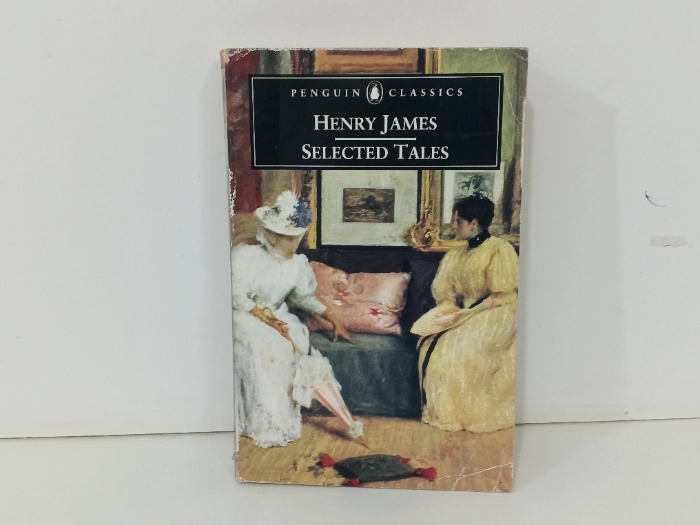 PENGUIN CLASSICS
HENRY JAMES
SELECTED TALES